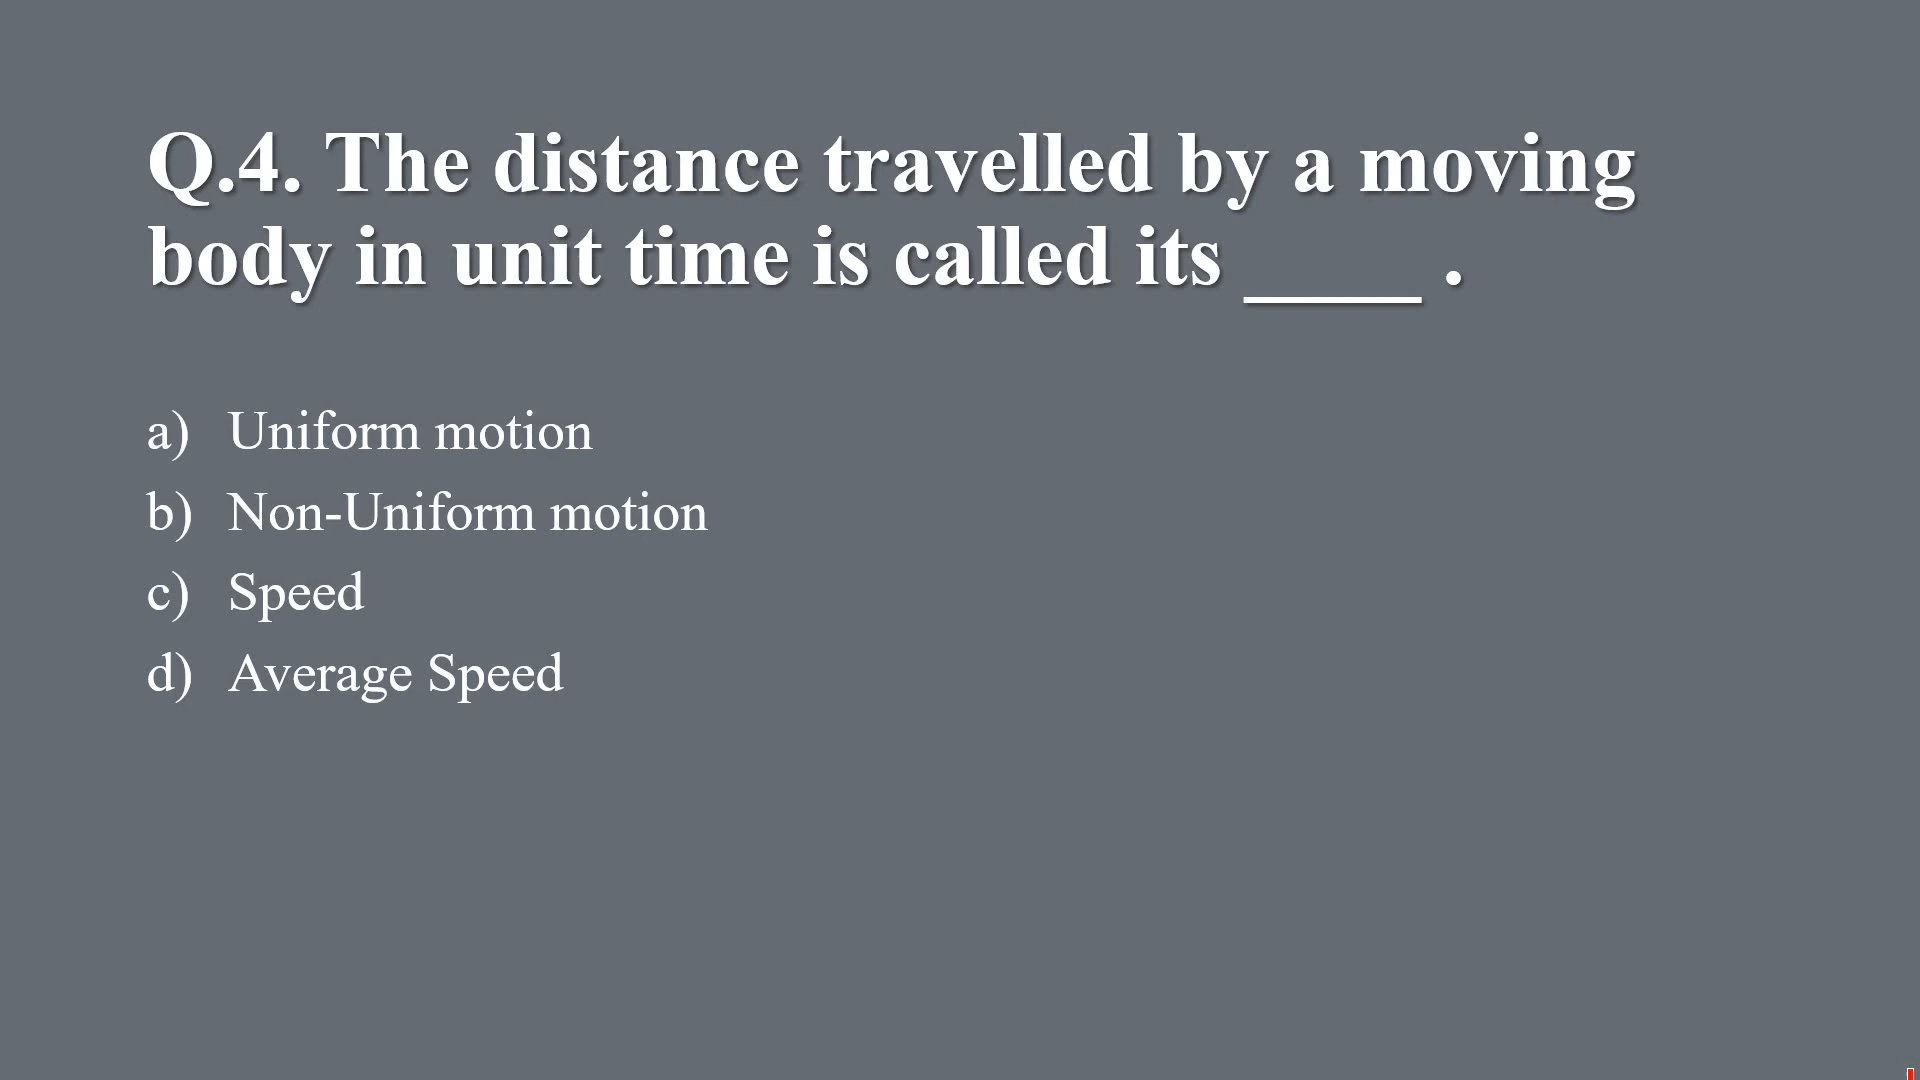 Q.4. The distance travelled by a moving
body in unit time is called its ____ .
a) Uniform motion
b) Non-Uniform motion
c) Speed
d) Average Speed